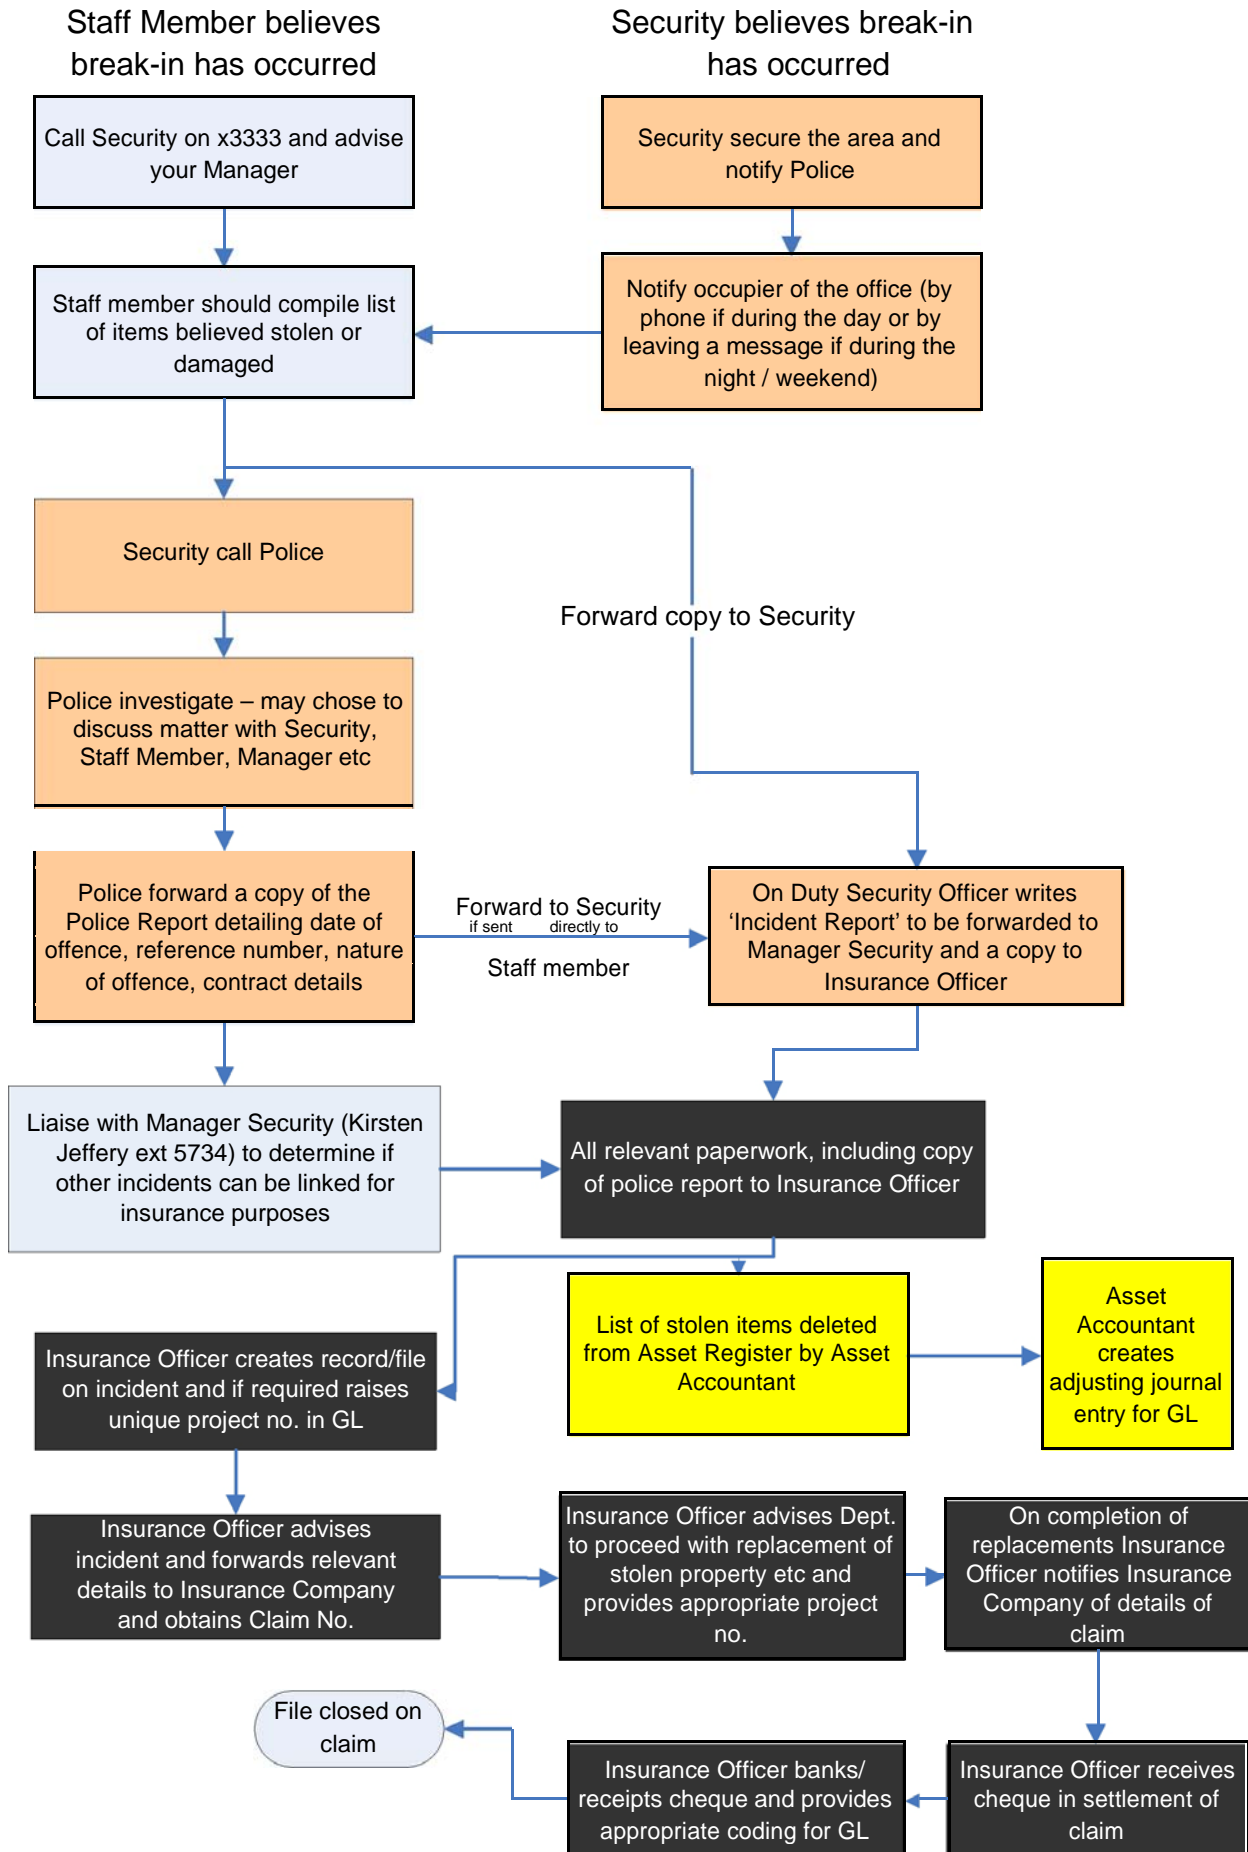 Staff Member believes
break-in has occurred
Security believes break-in
has occurred
Call Security on x3333 and advise
your Manager
Security secure the area and
notify Police
Staff member should compile list
of items believed stolen or
damaged
Notify occupier of the office (by
phone if during the day or by
leaving a message if during the
night / weekend)
Security call Police
Forward copy to Security
Police investigate – may chose to
discuss matter with Security,
Staff Member, Manager etc
Police forward a copy of the
Police Report detailing date of
offence, reference number, nature
of offence, contract details
Forward to Security
if sent directly to
Staff member
On Duty Security Officer writes
‘Incident Report’ to be forwarded to
Manager Security and a copy to
Insurance Officer
Liaise with Manager Security (Kirsten
Jeffery ext 5734) to determine if
other incidents can be linked for
insurance purposes
All relevant paperwork, including copy
of police report to Insurance Officer
List of stolen items deleted
from Asset Register by Asset
Accountant
Asset
Accountant
creates
adjusting journal
entry for GL
Insurance Officer creates record/file
on incident and if required raises
unique project no. in GL
Insurance Officer advises
incident and forwards relevant
details to Insurance Company
and obtains Claim No.
Insurance Officer advises Dept.
to proceed with replacement of
stolen property etc and
provides appropriate project
no.
On completion of
replacements Insurance
Officer notifies Insurance
Company of details of
claim
File closed on
claim
Insurance Officer banks/
receipts cheque and provides
appropriate coding for GL
Insurance Officer receives
cheque in settlement of
claim